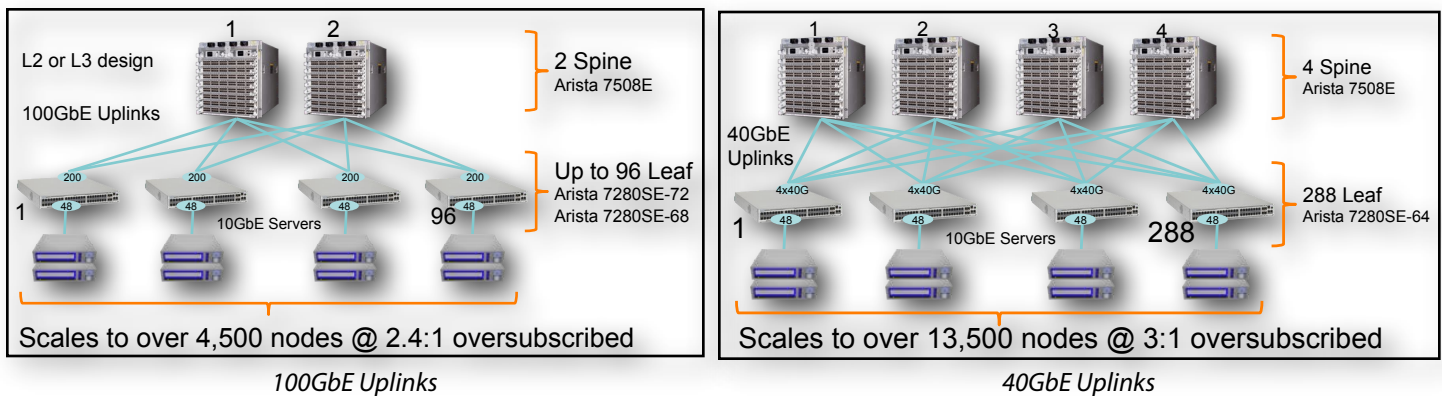 1 2
L2 or L3 design
2 Spine
Arista 7508E
100GbE Uplinks
200 200 200 200
Up to 96 Leaf
Arista 7280SE-72
Arista 7280SE-68
48 48 48 48
1
10GbE Servers
96
Scales to over 4,500 nodes @ 2.4:1 oversubscribed
100GbE Uplinks
1 2 3 4
4 Spine
Arista 7508E
40GbE
Uplinks
4x40G 4x40G 4x40G 4x40G
288 Leaf
Arista 7280SE-64
48 48 48 48
1
10GbE Servers
288
Scales to over 13,500 nodes @ 3:1 oversubscribed
40GbE Uplinks